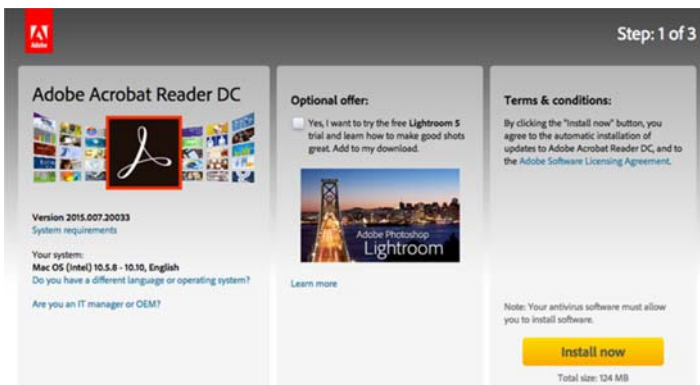 Adobe
Step: 1 of 3
Adobe Acrobat Reader DC
Version 2015.007.20033
System requirements
Your system:
Mac OS (Intel) 10.5.8 - 10.10, English
Do you have a different language or operating system?
Are you an IT manager or OEM?
Optional offer:
Yes, I want to try the free Lightroom 5
trial and learn how to make good shots
great. Add to my download.
Adobe Photoshop
Lightroom
Learn more
Terms & conditions:
By clicking the "Install now" button, you
agree to the automatic installation of
updates to Adobe Acrobat Reader DC, and to
the Adobe Software Licensing Agreement.
Note: Your antivirus software must allow
you to install software.
Install now
Total size: 124 MB